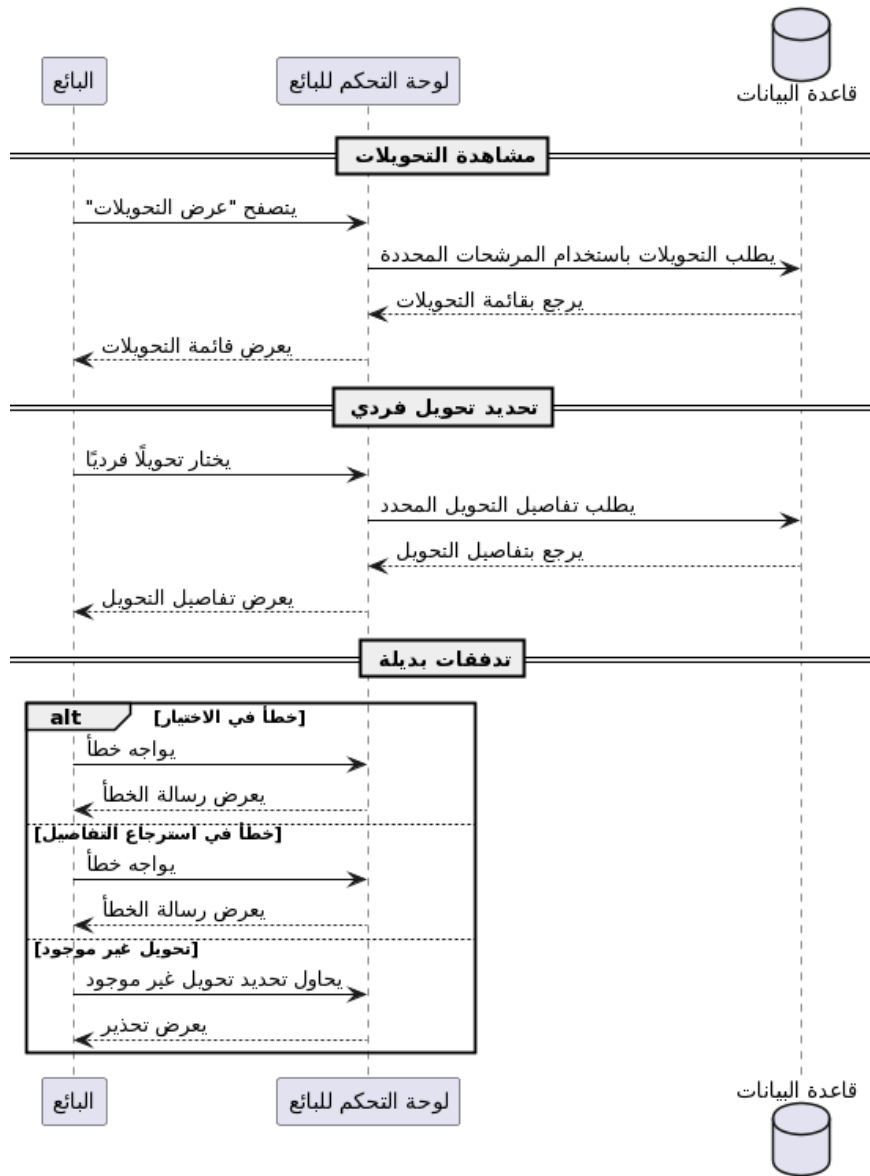 البائع
لوحة التحكم للبائع
قاعدة البيانات
مشاهدة التحويلات
يتصفح "عرض التحويلات"
يطلب التحويلات باستخدام المرشحات المحددة
يرجع بقائمة التحويلات
يعرض قائمة التحويلات
تحديد تحويل فردي
يختار تحويلًا فرديًا
يطلب تفاصيل التحويل المحدد
يرجع بتفاصيل التحويل
يعرض تفاصيل التحويل
تدفقات بديلة
alt [خطأ في الاختيار]
يواجه خطأ
يعرض رسالة الخطأ
[خطأ في استرجاع التفاصيل]
يواجه خطأ
يعرض رسالة الخطأ
[تحويل غير موجود]
يحاول تحديد تحويل غير موجود
يعرض تحذير
البائع
لوحة التحكم للبائع
قاعدة البيانات